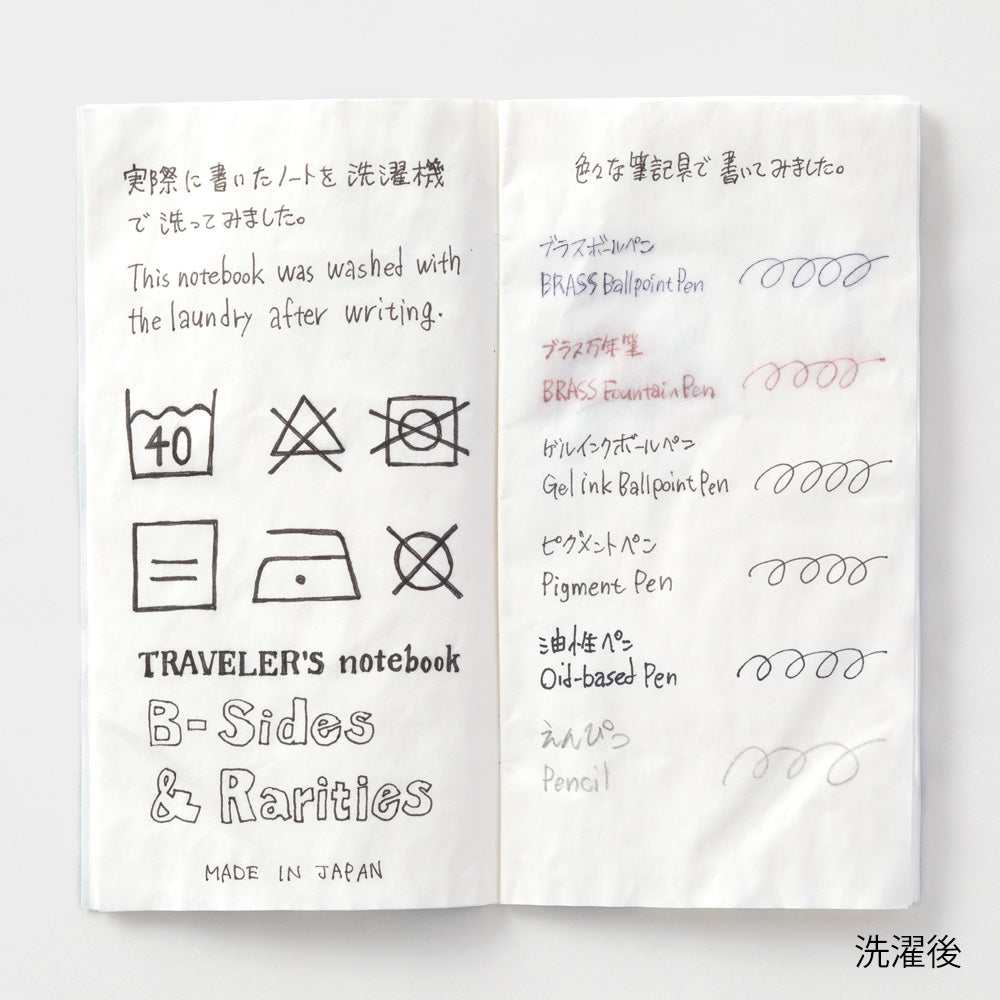 実際に書いたノートを洗濯機
で洗ってみました。
This notebook was washed with
the laundry after writing.
40
TRAVELER'S notebook
B-Sides
& Rarities
MADE IN JAPAN
色々な筆記具で書いてみました。
ブラスボールペン
BRASS Ballpoint Pen
ブラス万年筆
BRASS Fountain Pen
ゲルインクボールペン
Gel ink Ballpoint Pen
ピグメントペン
Pigment Pen
油性ペン
Oid-based Pen
えんぴつ
Pencil
洗濯後